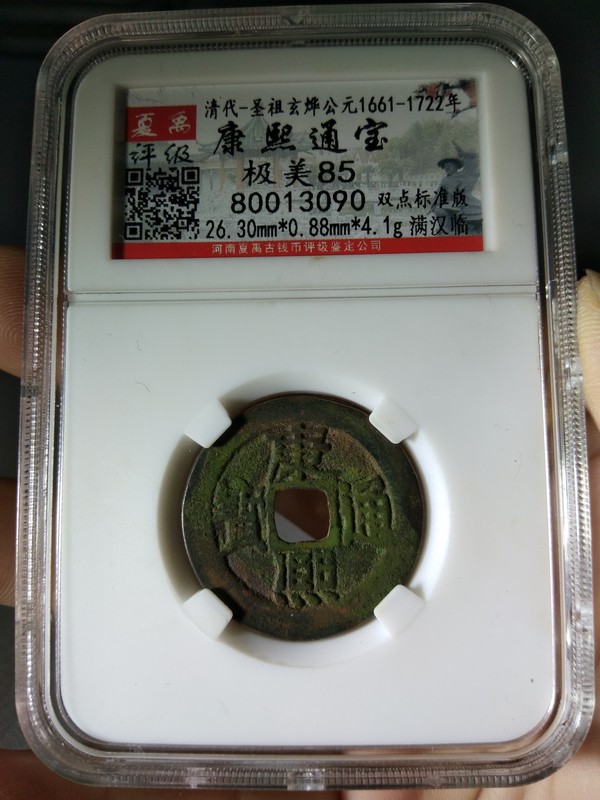 清代-圣祖玄烨公元1661-1722年
夏禹
评级
康熙通宝
极美85
80013090 双点标准版
26.30mm*0.88mm*4.1g 满汉临
河南夏禹古钱币评级鉴定公司
康
寶 通
熙